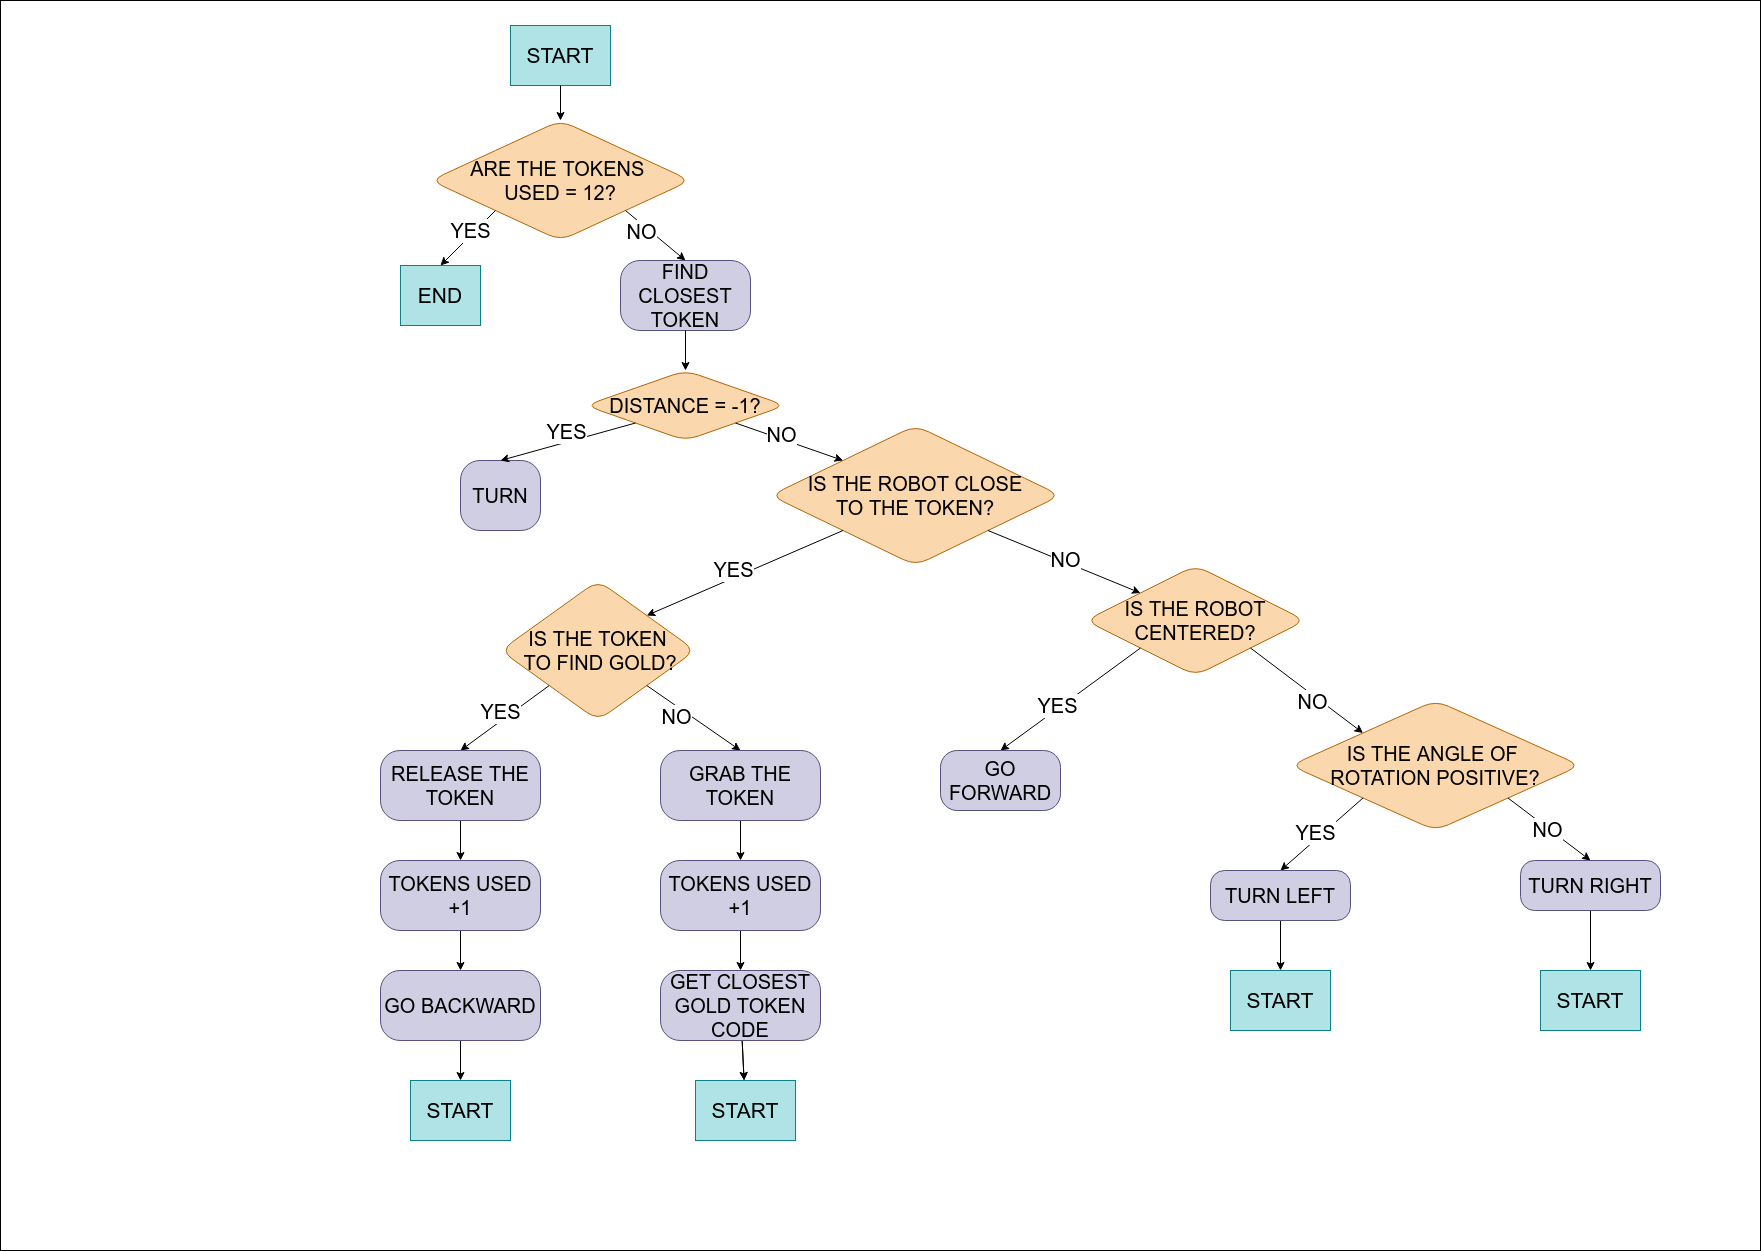 START
ARE THE TOKENS
USED = 12?
YES
NO
END
FIND
CLOSEST
TOKEN
DISTANCE = -1?
YES
NO
TURN
IS THE ROBOT CLOSE
TO THE TOKEN?
YES
NO
IS THE TOKEN
TO FIND GOLD?
IS THE ROBOT
CENTERED?
YES
NO
YES
NO
RELEASE THE
TOKEN
GRAB THE
TOKEN
GO
FORWARD
IS THE ANGLE OF
ROTATION POSITIVE?
YES
NO
TOKENS USED
+1
TOKENS USED
+1
TURN LEFT
TURN RIGHT
GO BACKWARD
GET CLOSEST
GOLD TOKEN
CODE
START
START
START
START